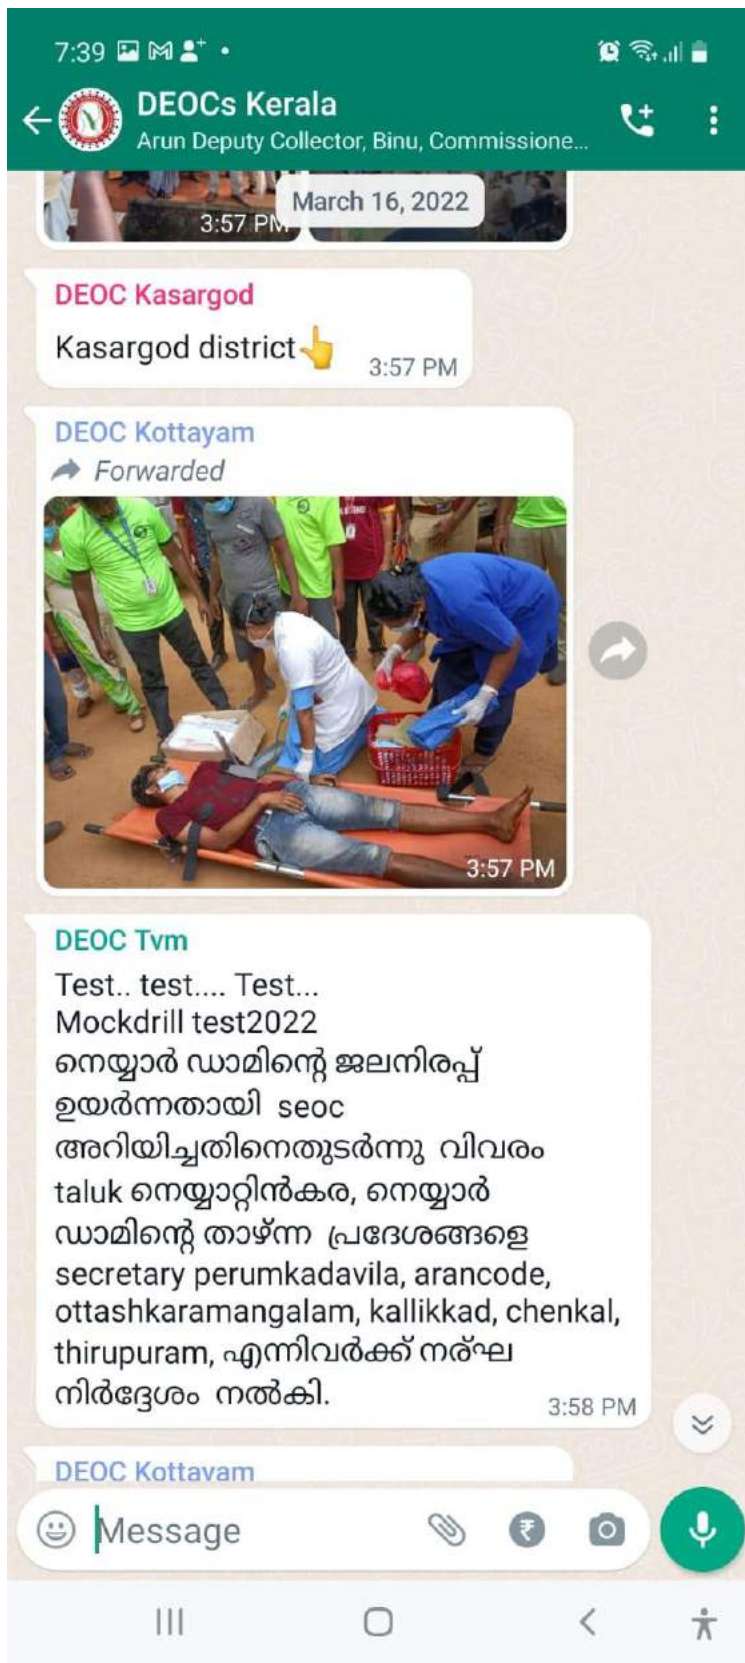 7:39
DEOCs Kerala
Arun Deputy Collector, Binu, Commissione...
3:57 PM
March 16, 2022
DEOC Kasargod
Kasargod district
3:57 PM
DEOC Kottayam
Forwarded
3:57 PM
DEOC Tvm
Test.. test.... Test...
Mockdrill test2022
നെയ്യാർ ഡാമിന്റെ ജലനിരപ്പ്
ഉയർന്നതായി seoc
അറിയിച്ചതിനെതുടർന്നു വിവരം
taluk നെയ്യാറ്റിൻകര, നെയ്യാർ
ഡാമിന്റെ താഴ്ന്ന പ്രദേശങ്ങളെ
secretary perumkadavila, arancode,
ottashkaramangalam, kallikkad, chenkal,
thirupuram, എന്നിവർക്ക് നര്ഘ
നിർദ്ദേശം നൽകി.
3:58 PM
DEOC Kottayam
Message